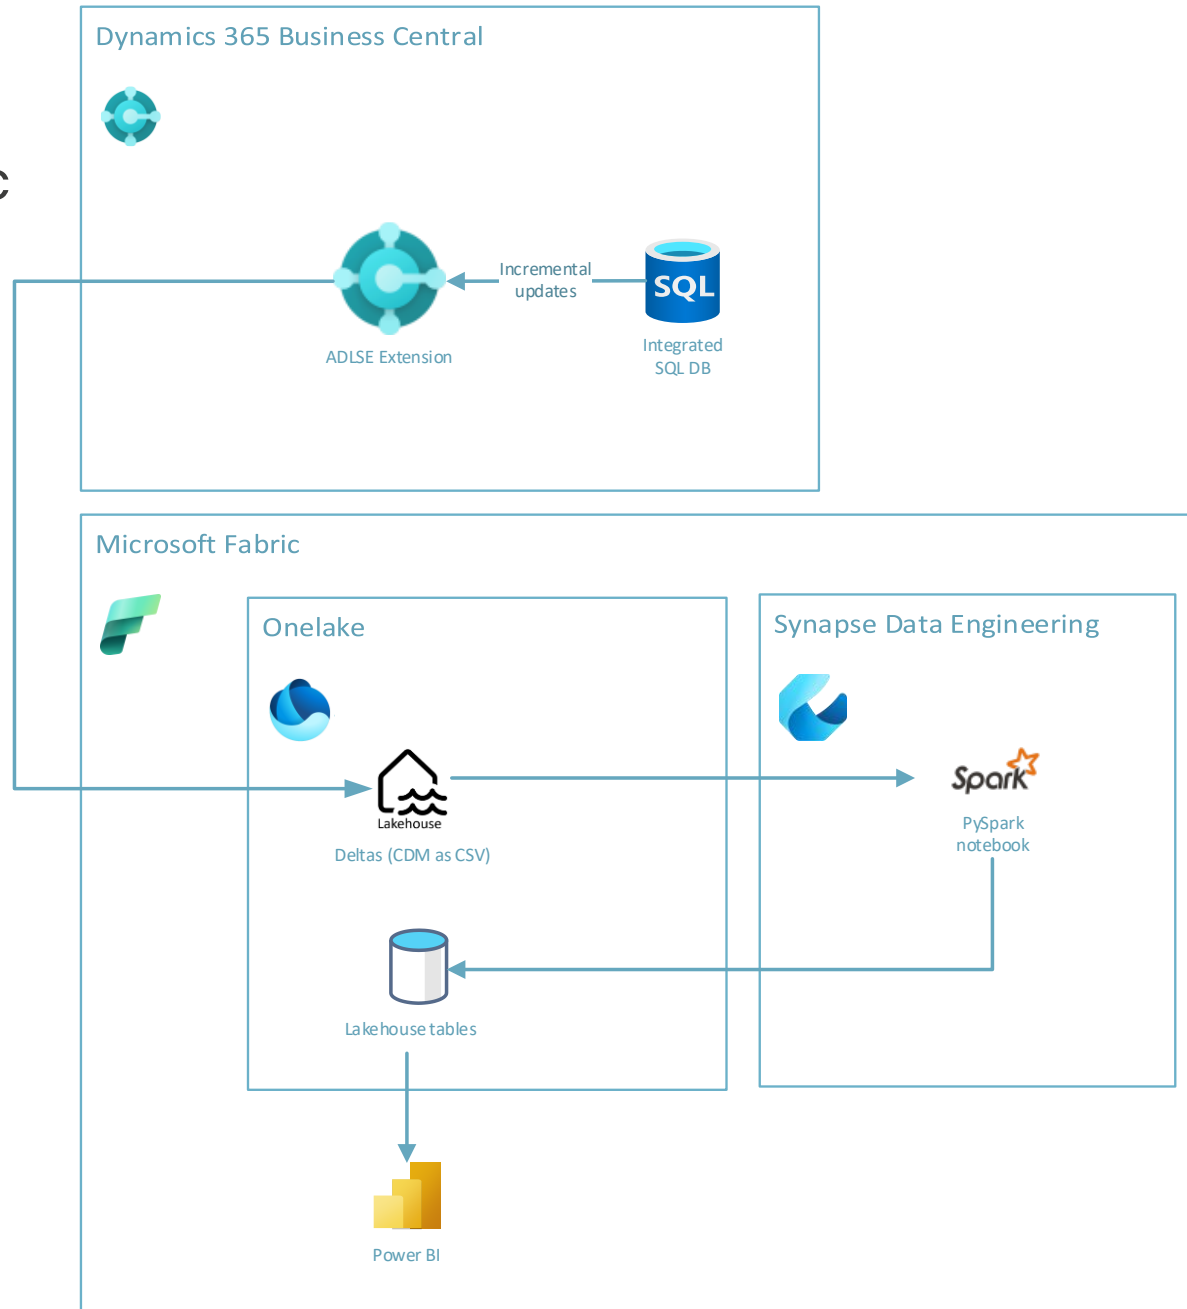 Dynamics 365 Business Central
c
Incremental
updates
SQL
ADLSE Extension
Integrated
SQL DB
Microsoft Fabric
Onelake
Synapse Data Engineering
Lakehouse
Deltas (CDM as CSV)
Spark
PySpark
notebook
Lakehouse tables
Power BI